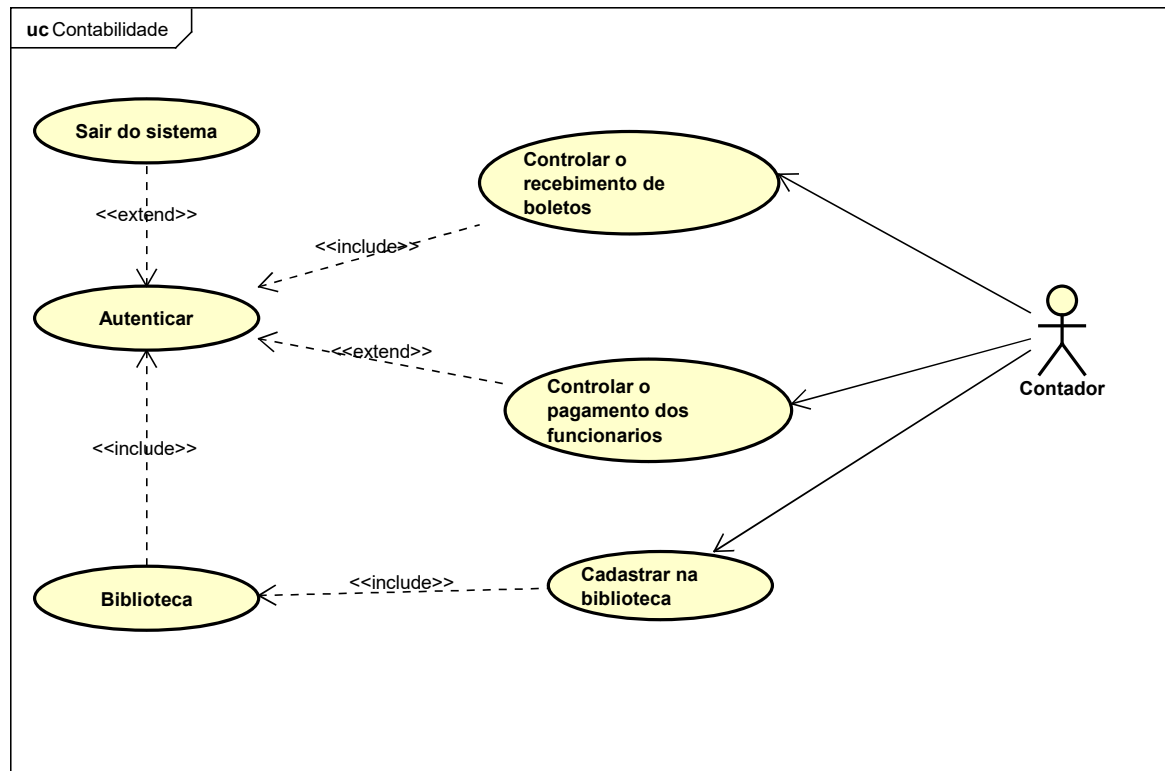 uc Contabilidade
Sair do sistema
<<extend>>
Controlar o
recebimento de
boletos
<<include>>
Autenticar
<<extend>>
Controlar o
pagamento dos
funcionarios
Contador
<<include>>
Biblioteca
<<include>>
Cadastrar na
biblioteca